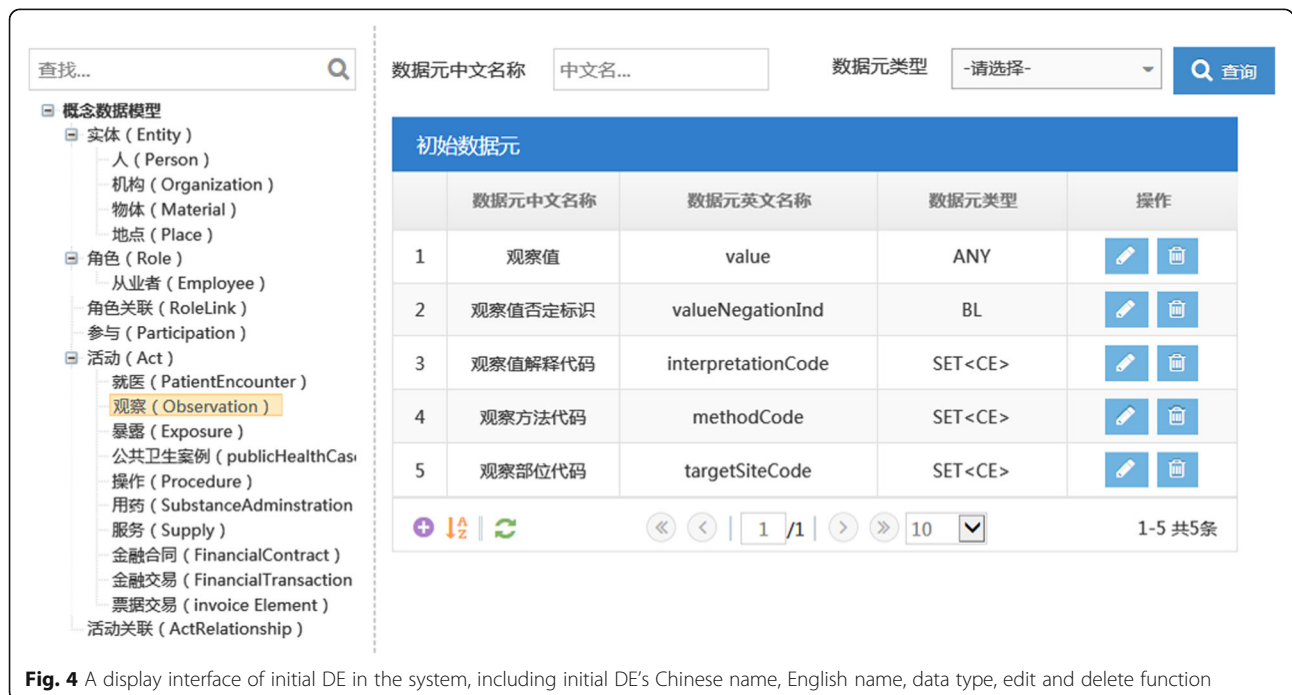 查找...
概念数据模型
实体 ( Entity )
人 ( Person )
机构 ( Organization )
物体 ( Material )
地点 ( Place )
角色 ( Role )
从业者 ( Employee )
角色关联 ( RoleLink )
参与 ( Participation )
活动 ( Act )
就医 ( PatientEncounter )
观察 ( Observation )
暴露 ( Exposure )
公共卫生案例 ( publicHealthCas
操作 ( Procedure )
用药 ( SubstanceAdminstration
服务 ( Supply )
金融合同 ( FinancialContract )
金融交易 ( FinancialTransaction
票据交易 ( invoice Element )
活动关联 ( ActRelationship )
数据元中文名称 中文名... 数据元类型 -请选择- 查询
初始数据元
数据元中文名称 数据元英文名称 数据元类型 操作
1 观察值 value ANY
2 观察值否定标识 valueNegationInd BL
3 观察值解释代码 interpretationCode SET<CE>
4 观察方法代码 methodCode SET<CE>
5 观察部位代码 targetSiteCode SET<CE>
1 /1 10 1-5 共5条
Fig. 4 A display interface of initial DE in the system, including initial DE's Chinese name, English name, data type, edit and delete function